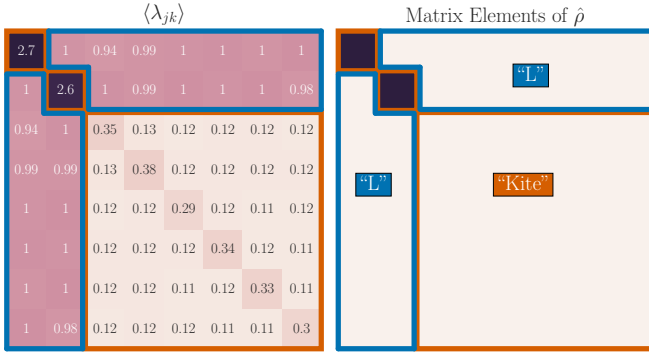 ⟨λ_jk⟩
Matrix Elements of ρ̂
2.7 1 0.94 0.99 1 1 1 1
1 2.6 1 0.99 1 1 1 0.98
0.94 1 0.35 0.13 0.12 0.12 0.12 0.12
0.99 0.99 0.13 0.38 0.12 0.12 0.12 0.12
1 1 0.12 0.12 0.29 0.12 0.11 0.12
1 1 0.12 0.12 0.12 0.34 0.12 0.11
1 1 0.12 0.12 0.11 0.12 0.33 0.11
1 0.98 0.12 0.12 0.12 0.11 0.11 0.3
“L”
“L”
“Kite”